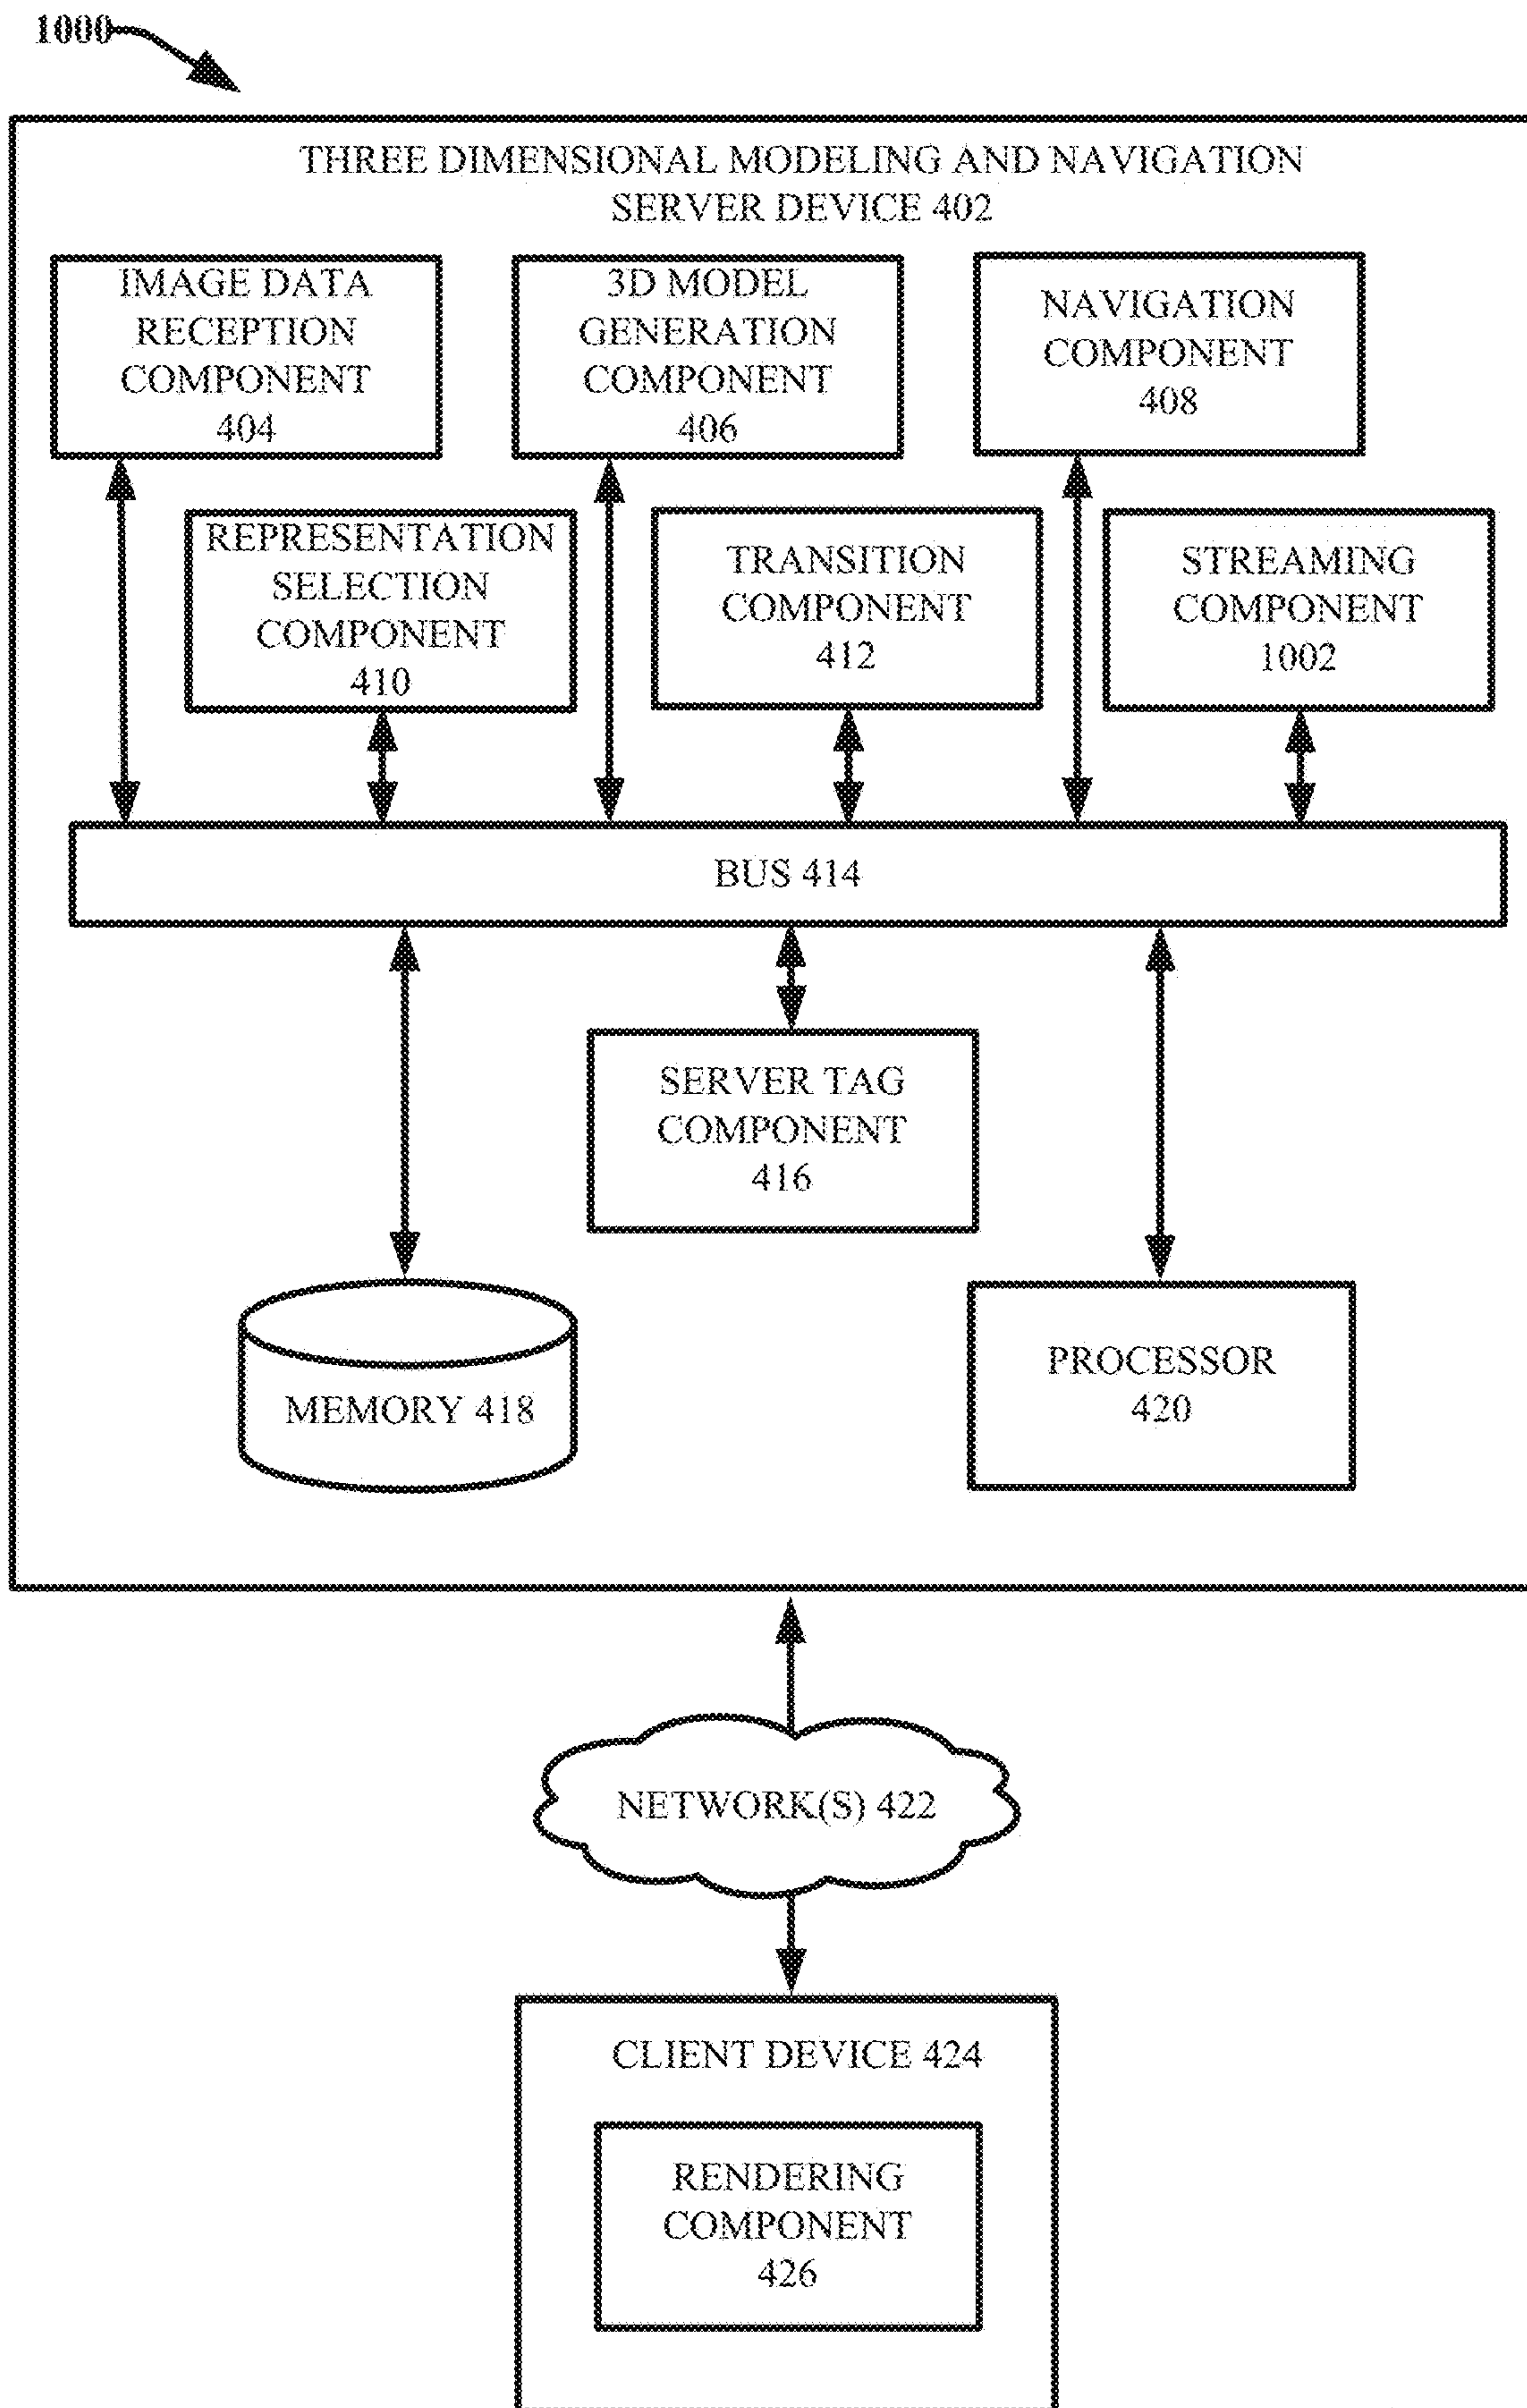 1000
THREE DIMENSIONAL MODELING AND NAVIGATION
SERVER DEVICE 402
IMAGE DATA
RECEPTION
COMPONENT
404
3D MODEL
GENERATION
COMPONENT
406
NAVIGATION
COMPONENT
408
REPRESENTATION
SELECTION
COMPONENT
410
TRANSITION
COMPONENT
412
STREAMING
COMPONENT
1002
BUS 414
SERVER TAG
COMPONENT
416
MEMORY 418
PROCESSOR
420
NETWORK(S) 422
CLIENT DEVICE 424
RENDERING
COMPONENT
426